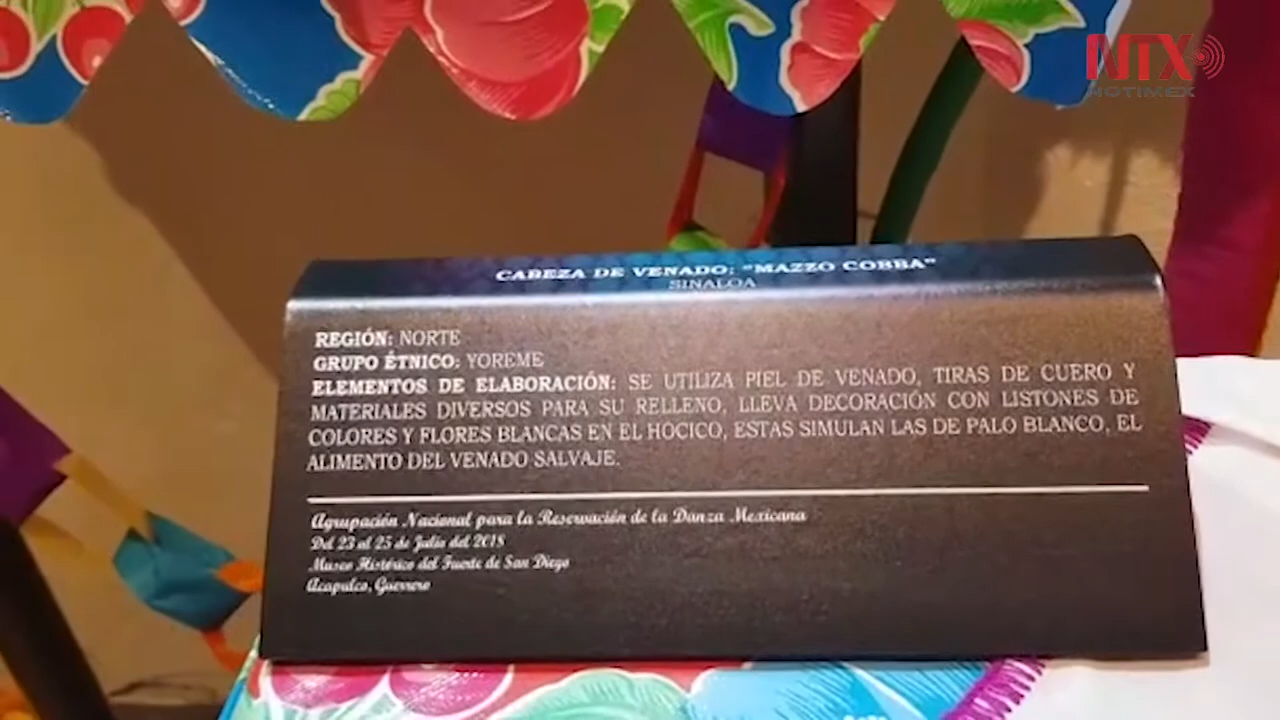 NTX
NOTIMEX
CABEZA DE VENADO: "MAZZO COBBA"
SINALOA
REGIÓN: NORTE
GRUPO ÉTNICO: YOREME
ELEMENTOS DE ELABORACIÓN: SE UTILIZA PIEL DE VENADO, TIRAS DE CUERO Y
MATERIALES DIVERSOS PARA SU RELLENO, LLEVA DECORACIÓN CON LISTONES DE
COLORES Y FLORES BLANCAS EN EL HOCICO, ESTAS SIMULAN LAS DE PALO BLANCO, EL
ALIMENTO DEL VENADO SALVAJE.
Agrupación Nacional para la Reservación de la Danza Mexicana
Del 23 al 25 de Julio del 2018
Museo Histórico del Fuerte de San Diego
Acapulco, Guerrero